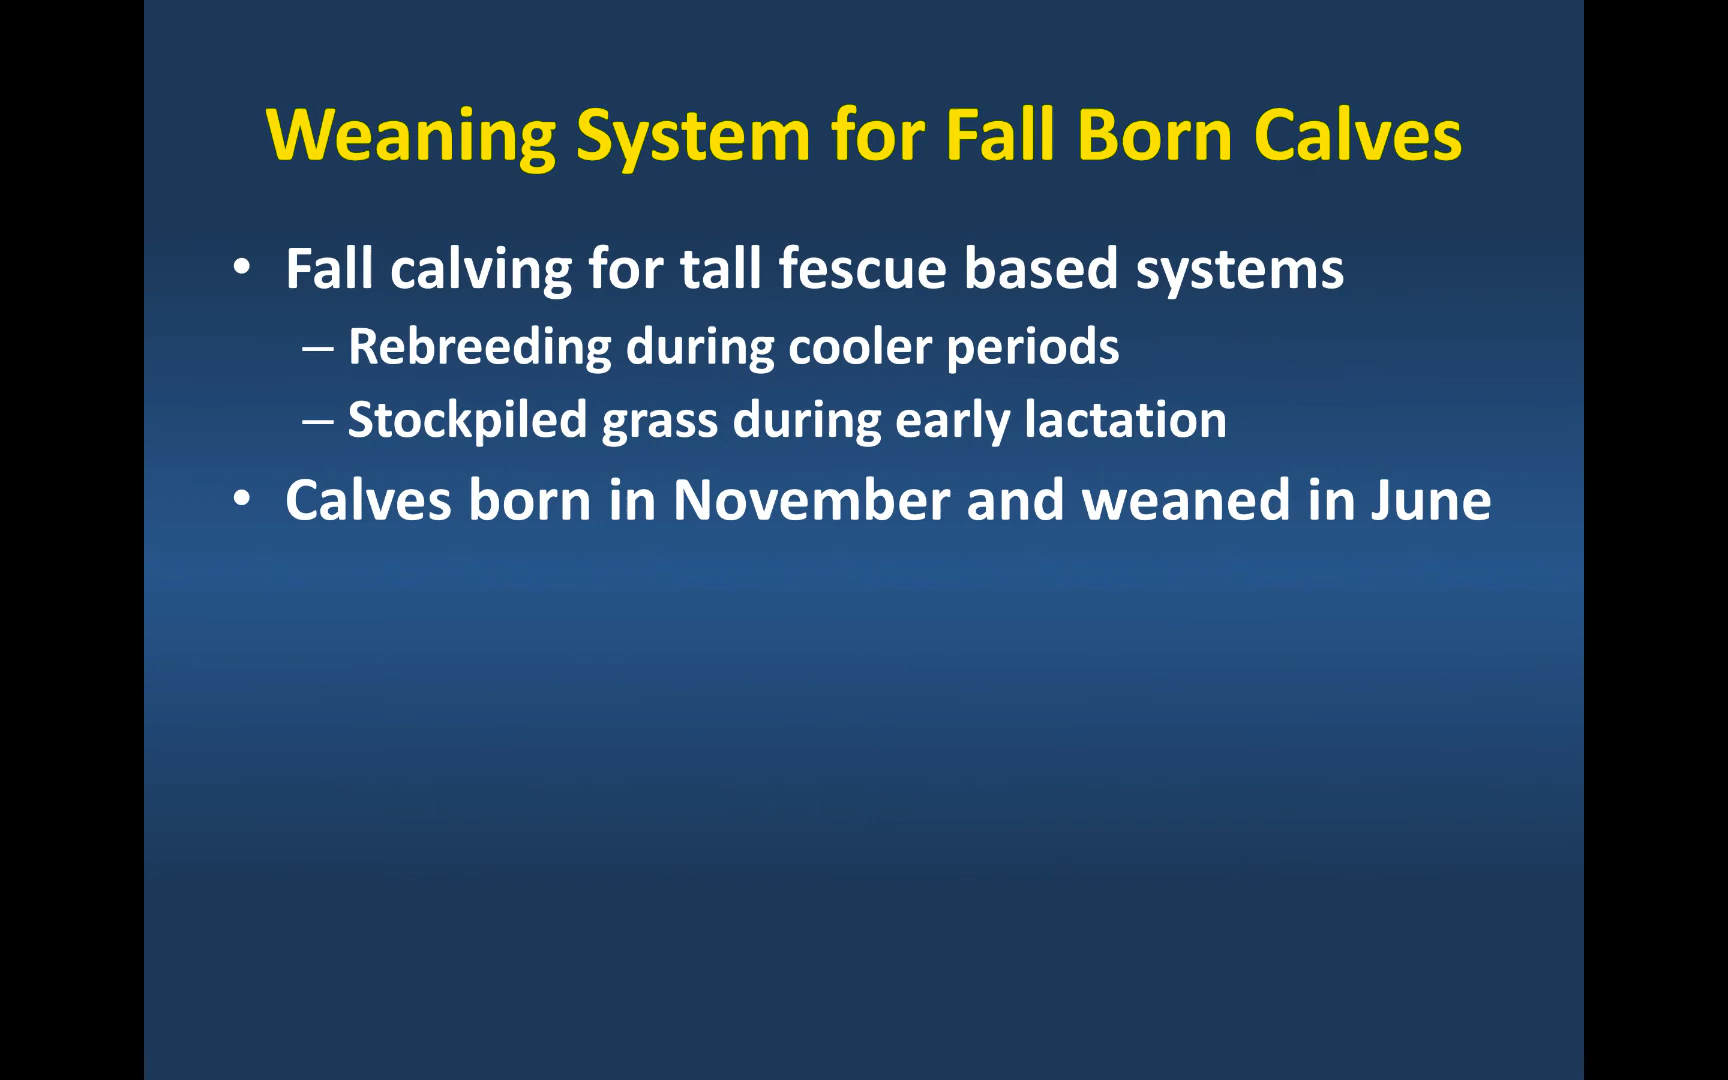 Weaning System for Fall Born Calves
• Fall calving for tall fescue based systems
– Rebreeding during cooler periods
– Stockpiled grass during early lactation
• Calves born in November and weaned in June